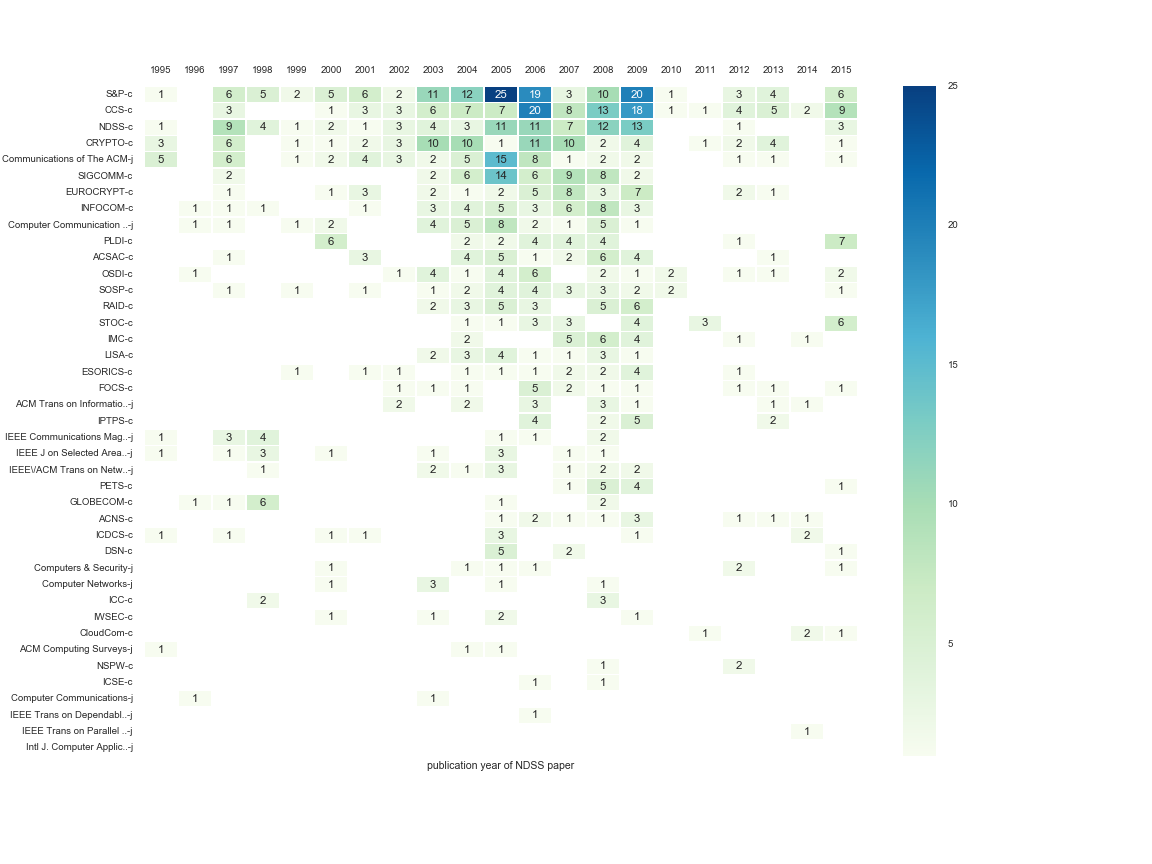 1995 1996 1997 1998 1999 2000 2001 2002 2003 2004 2005 2006 2007 2008 2009 2010 2011 2012 2013 2014 2015
S&P-c 1 6 5 2 5 6 2 11 12 25 19 3 10 20 1 3 4 6
CCS-c 3 1 3 3 6 7 7 20 8 13 18 1 1 4 5 2 9
NDSS-c 1 9 4 1 2 1 3 4 3 11 11 7 12 13 1 3
CRYPTO-c 3 6 1 1 2 3 10 10 1 11 10 2 4 1 2 4 1
Communications of The ACM-j 5 6 1 2 4 3 2 5 15 8 1 2 2 1 1 1
SIGCOMM-c 2 2 6 14 6 9 8 2
EUROCRYPT-c 1 1 3 2 1 2 5 8 3 7 2 1
INFOCOM-c 1 1 1 1 3 4 5 3 6 8 3
Computer Communication ..-j 1 1 1 2 4 5 8 2 1 5 1
PLDI-c 6 2 2 4 4 4 1 7
ACSAC-c 1 3 4 5 1 2 6 4 1
OSDI-c 1 1 4 1 4 6 2 1 2 1 1 2
SOSP-c 1 1 1 1 2 4 4 3 3 2 2 1
RAID-c 2 3 5 3 5 6
STOC-c 1 1 3 3 4 3 6
IMC-c 2 5 6 4 1 1
LISA-c 2 3 4 1 1 3 1
ESORICS-c 1 1 1 1 1 1 2 2 4 1
FOCS-c 1 1 1 5 2 1 1 1 1 1
ACM Trans on Informatio..-j 2 2 3 3 1 1 1
IPTPS-c 4 2 5 2
IEEE Communications Mag..-j 1 3 4 1 1 2
IEEE J on Selected Area..-j 1 1 3 1 1 3 1 1
IEEE\/ACM Trans on Netw..-j 1 2 1 3 1 2 2
PETS-c 1 5 4 1
GLOBECOM-c 1 1 6 1 2
ACNS-c 1 2 1 1 3 1 1 1
ICDCS-c 1 1 1 1 3 1 2
DSN-c 5 2 1
Computers & Security-j 1 1 1 1 2 1
Computer Networks-j 1 3 1 1
ICC-c 2 3
IWSEC-c 1 1 2 1
CloudCom-c 1 2 1
ACM Computing Surveys-j 1 1 1
NSPW-c 1 2
ICSE-c 1 1
Computer Communications-j 1 1
IEEE Trans on Dependabl..-j 1
IEEE Trans on Parallel ..-j 1
Intl J. Computer Applic..-j
publication year of NDSS paper
25
20
15
10
5